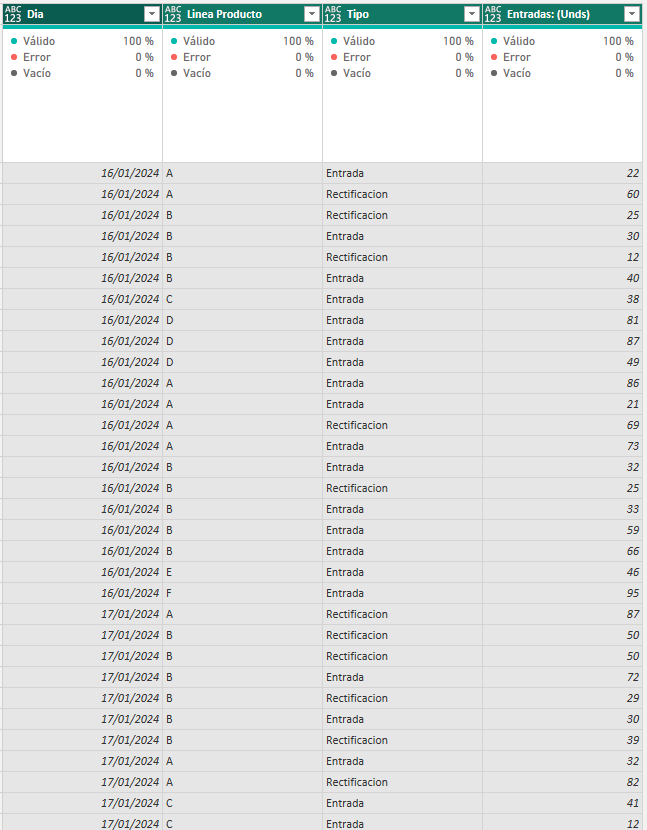 ABC 123 Dia ABC 123 Linea Producto ABC 123 Tipo ABC 123 Entradas: (Unds)
Válido 100 % Válido 100 % Válido 100 % Válido 100 %
Error 0 % Error 0 % Error 0 % Error 0 %
Vacío 0 % Vacío 0 % Vacío 0 % Vacío 0 %
16/01/2024 A Entrada 22
16/01/2024 A Rectificacion 60
16/01/2024 B Rectificacion 25
16/01/2024 B Entrada 30
16/01/2024 B Rectificacion 12
16/01/2024 B Entrada 40
16/01/2024 C Entrada 38
16/01/2024 D Entrada 81
16/01/2024 D Entrada 87
16/01/2024 D Entrada 49
16/01/2024 A Entrada 86
16/01/2024 A Entrada 21
16/01/2024 A Rectificacion 69
16/01/2024 A Entrada 73
16/01/2024 B Entrada 32
16/01/2024 B Rectificacion 25
16/01/2024 B Entrada 33
16/01/2024 B Entrada 59
16/01/2024 B Entrada 66
16/01/2024 E Entrada 46
16/01/2024 F Entrada 95
17/01/2024 A Rectificacion 87
17/01/2024 B Rectificacion 50
17/01/2024 B Rectificacion 50
17/01/2024 B Entrada 72
17/01/2024 B Rectificacion 29
17/01/2024 B Entrada 30
17/01/2024 B Rectificacion 39
17/01/2024 A Entrada 32
17/01/2024 A Rectificacion 82
17/01/2024 C Entrada 41
17/01/2024 C Entrada 12